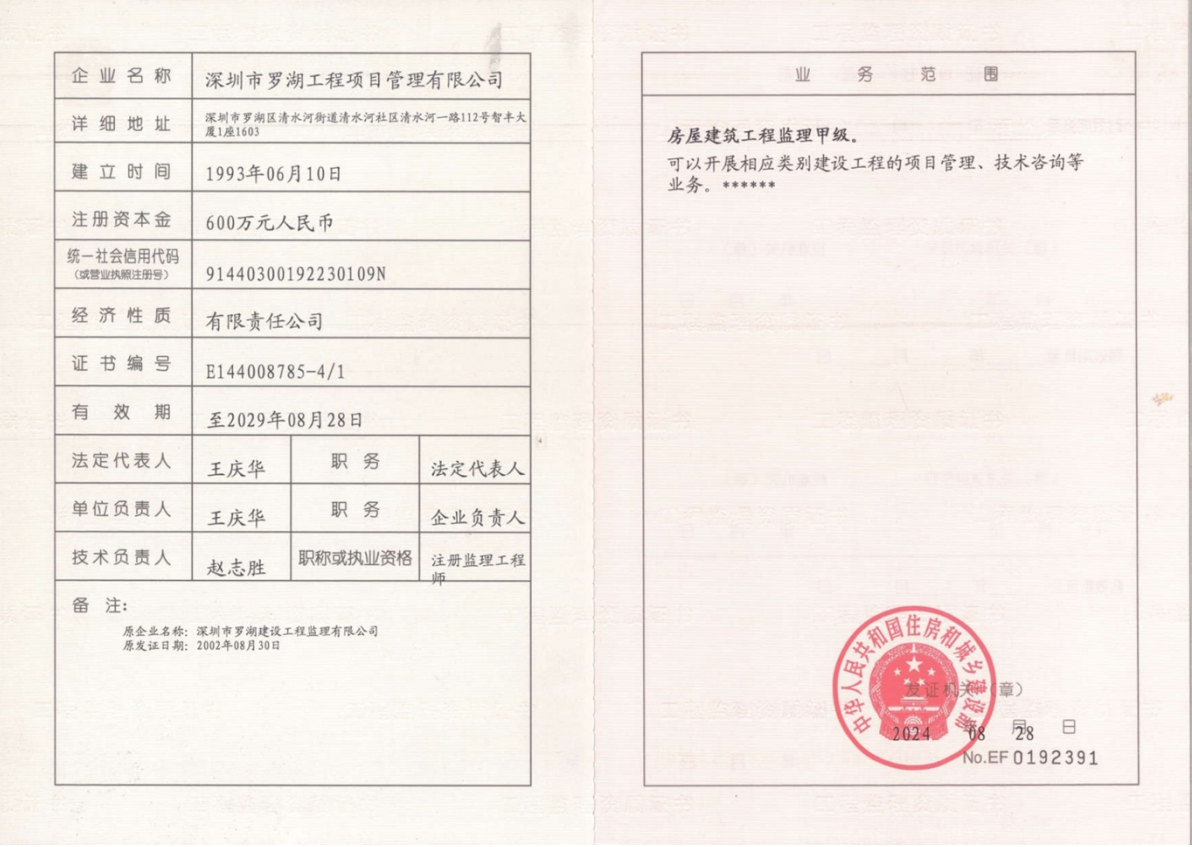 企业名称 深圳市罗湖工程项目管理有限公司
详细地址 深圳市罗湖区清水河街道清水河社区清水河一路112号智丰大
厦1座1603
建立时间 1993年06月10日
注册资本金 600万元人民币
统一社会信用代码
(或营业执照注册号) 91440300192230109N
经济性质 有限责任公司
证书编号 E144008785-4/1
有效期 至2029年08月28日
法定代表人 王庆华 职务 法定代表人
单位负责人 王庆华 职务 企业负责人
技术负责人 赵志胜 职称或执业资格 注册监理工程
师
备注:
原企业名称: 深圳市罗湖建设工程监理有限公司
原发证日期: 2002年08月30日
业务范围
房屋建筑工程监理甲级。
可以开展相应类别建设工程的项目管理、技术咨询等
业务。******
中华人民共和国住房和城乡建设部
发证机关(章)
2024年08月28日
No.EF 0192391